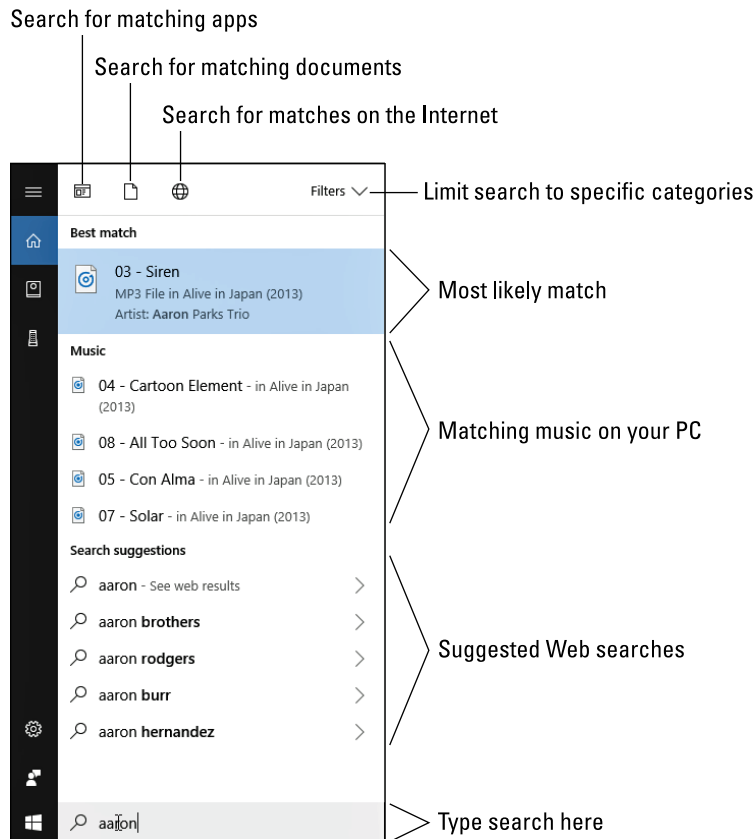 Search for matching apps
Search for matching documents
Search for matches on the Internet
Filters
Limit search to specific categories
Best match
03 - Siren
MP3 File in Alive in Japan (2013)
Artist: Aaron Parks Trio
Most likely match
Music
04 - Cartoon Element - in Alive in Japan
(2013)
08 - All Too Soon - in Alive in Japan (2013)
05 - Con Alma - in Alive in Japan (2013)
07 - Solar - in Alive in Japan (2013)
Matching music on your PC
Search suggestions
aaron - See web results
aaron brothers
aaron rodgers
aaron burr
aaron hernandez
Suggested Web searches
aaron
Type search here